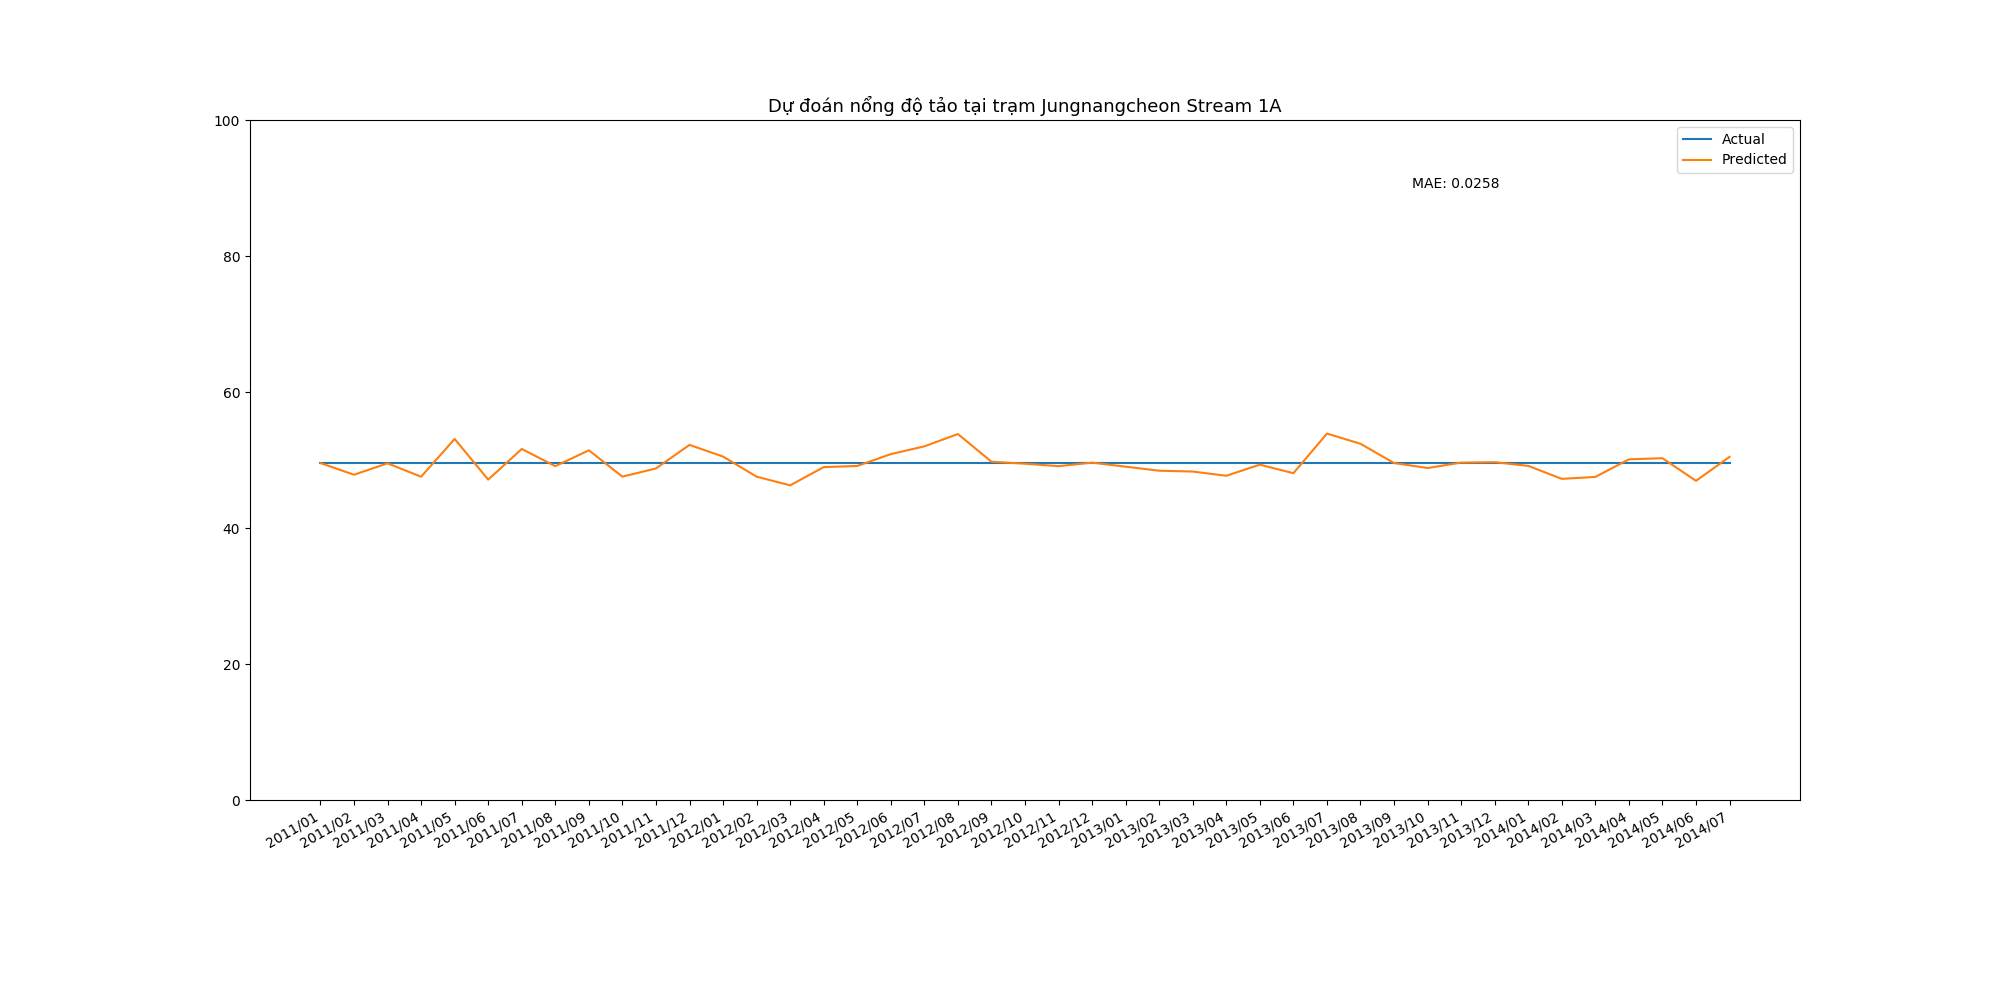 Dự đoán nổng độ tảo tại trạm Jungnangcheon Stream 1A
100
Actual
Predicted
MAE: 0.0258
80
60
40
20
0
2011/01 2011/02 2011/03 2011/04 2011/05 2011/06 2011/07 2011/08 2011/09 2011/10 2011/11 2011/12 2012/01 2012/02 2012/03 2012/04 2012/05 2012/06 2012/07 2012/08 2012/09 2012/10 2012/11 2012/12 2013/01 2013/02 2013/03 2013/04 2013/05 2013/06 2013/07 2013/08 2013/09 2013/10 2013/11 2013/12 2014/01 2014/02 2014/03 2014/04 2014/05 2014/06 2014/07